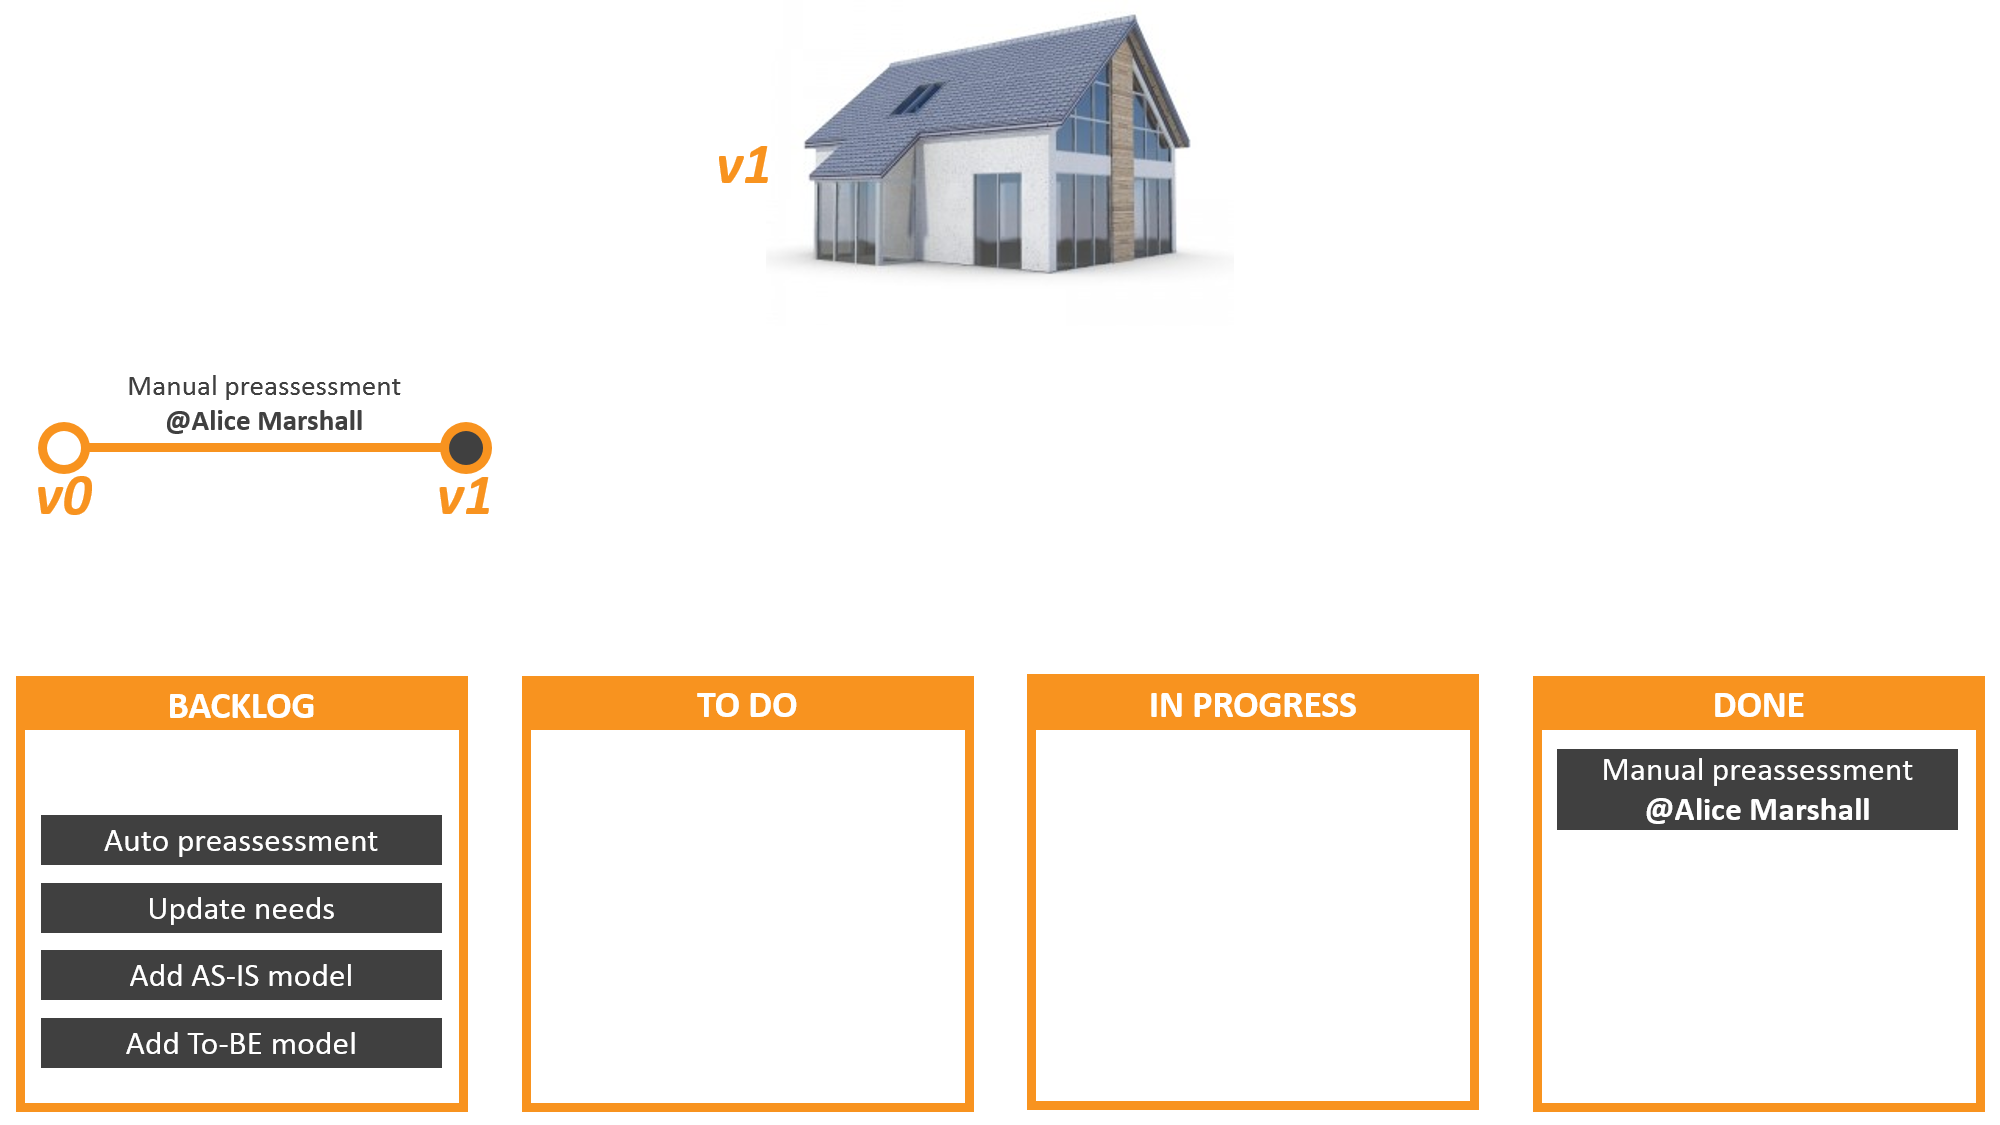 v1
Manual preassessment
@Alice Marshall
v0
v1
BACKLOG
Auto preassessment
Update needs
Add AS-IS model
Add To-BE model
TO DO
IN PROGRESS
DONE
Manual preassessment
@Alice Marshall